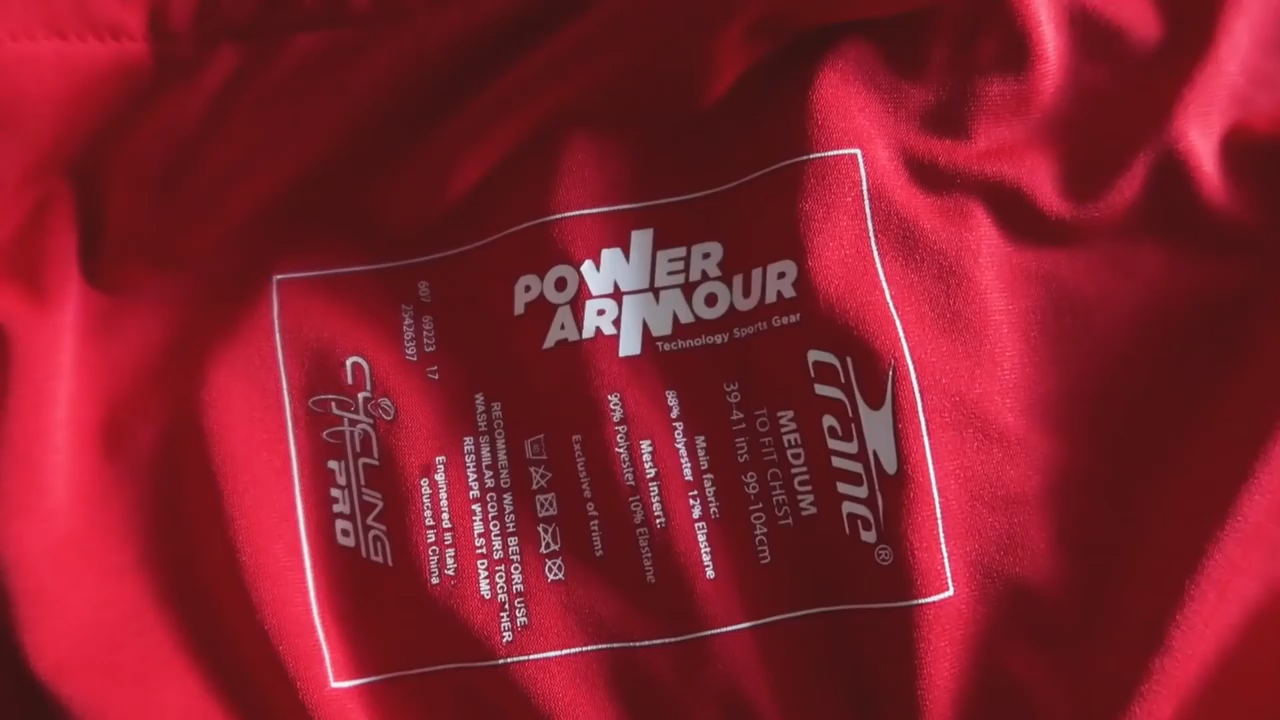 POWER
ARMOUR
Technology Sports Gear
crane®
MEDIUM
TO FIT CHEST
39-41 ins 99-104cm
Main fabric:
88% Polyester 12% Elastane
Mesh insert:
90% Polyester 10% Elastane
Exclusive of trims
RECOMMEND WASH BEFORE USE.
WASH SIMILAR COLOURS TOGETHER.
RESHAPE WHILST DAMP
Engineered in Italy
oduced in China
607 69223 17
25426397
CYCLING
PRO